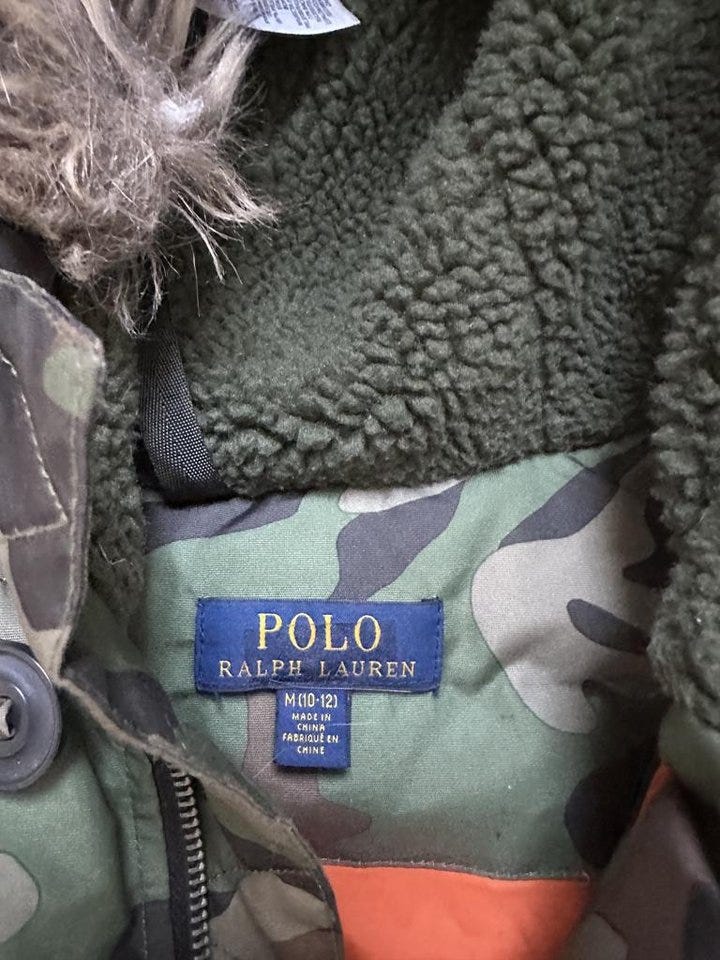 POLO
RALPH LAUREN
M(10-12)
MADE IN
CHINA
FABRIQUÉ EN
CHINE